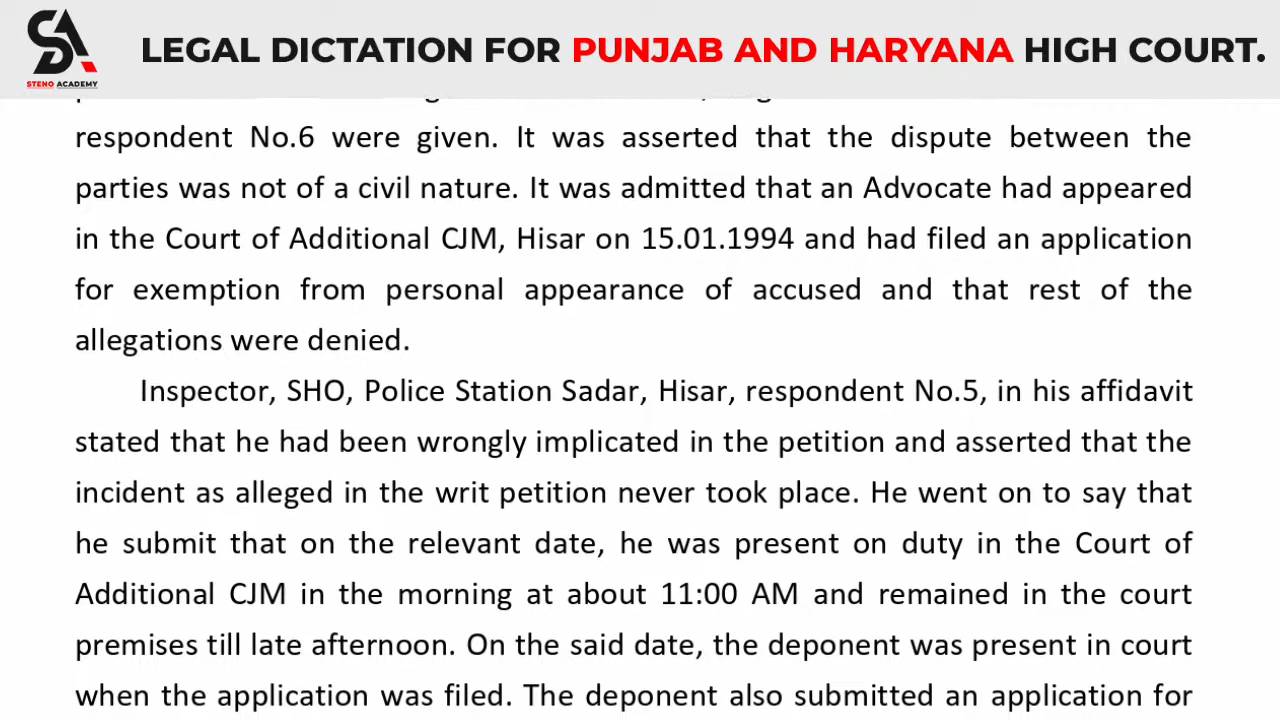 STENO ACADEMY
LEGAL DICTATION FOR PUNJAB AND HARYANA HIGH COURT.
respondent No.6 were given. It was asserted that the dispute between the
parties was not of a civil nature. It was admitted that an Advocate had appeared
in the Court of Additional CJM, Hisar on 15.01.1994 and had filed an application
for exemption from personal appearance of accused and that rest of the
allegations were denied.
Inspector, SHO, Police Station Sadar, Hisar, respondent No.5, in his affidavit
stated that he had been wrongly implicated in the petition and asserted that the
incident as alleged in the writ petition never took place. He went on to say that
he submit that on the relevant date, he was present on duty in the Court of
Additional CJM in the morning at about 11:00 AM and remained in the court
premises till late afternoon. On the said date, the deponent was present in court
when the application was filed. The deponent also submitted an application for